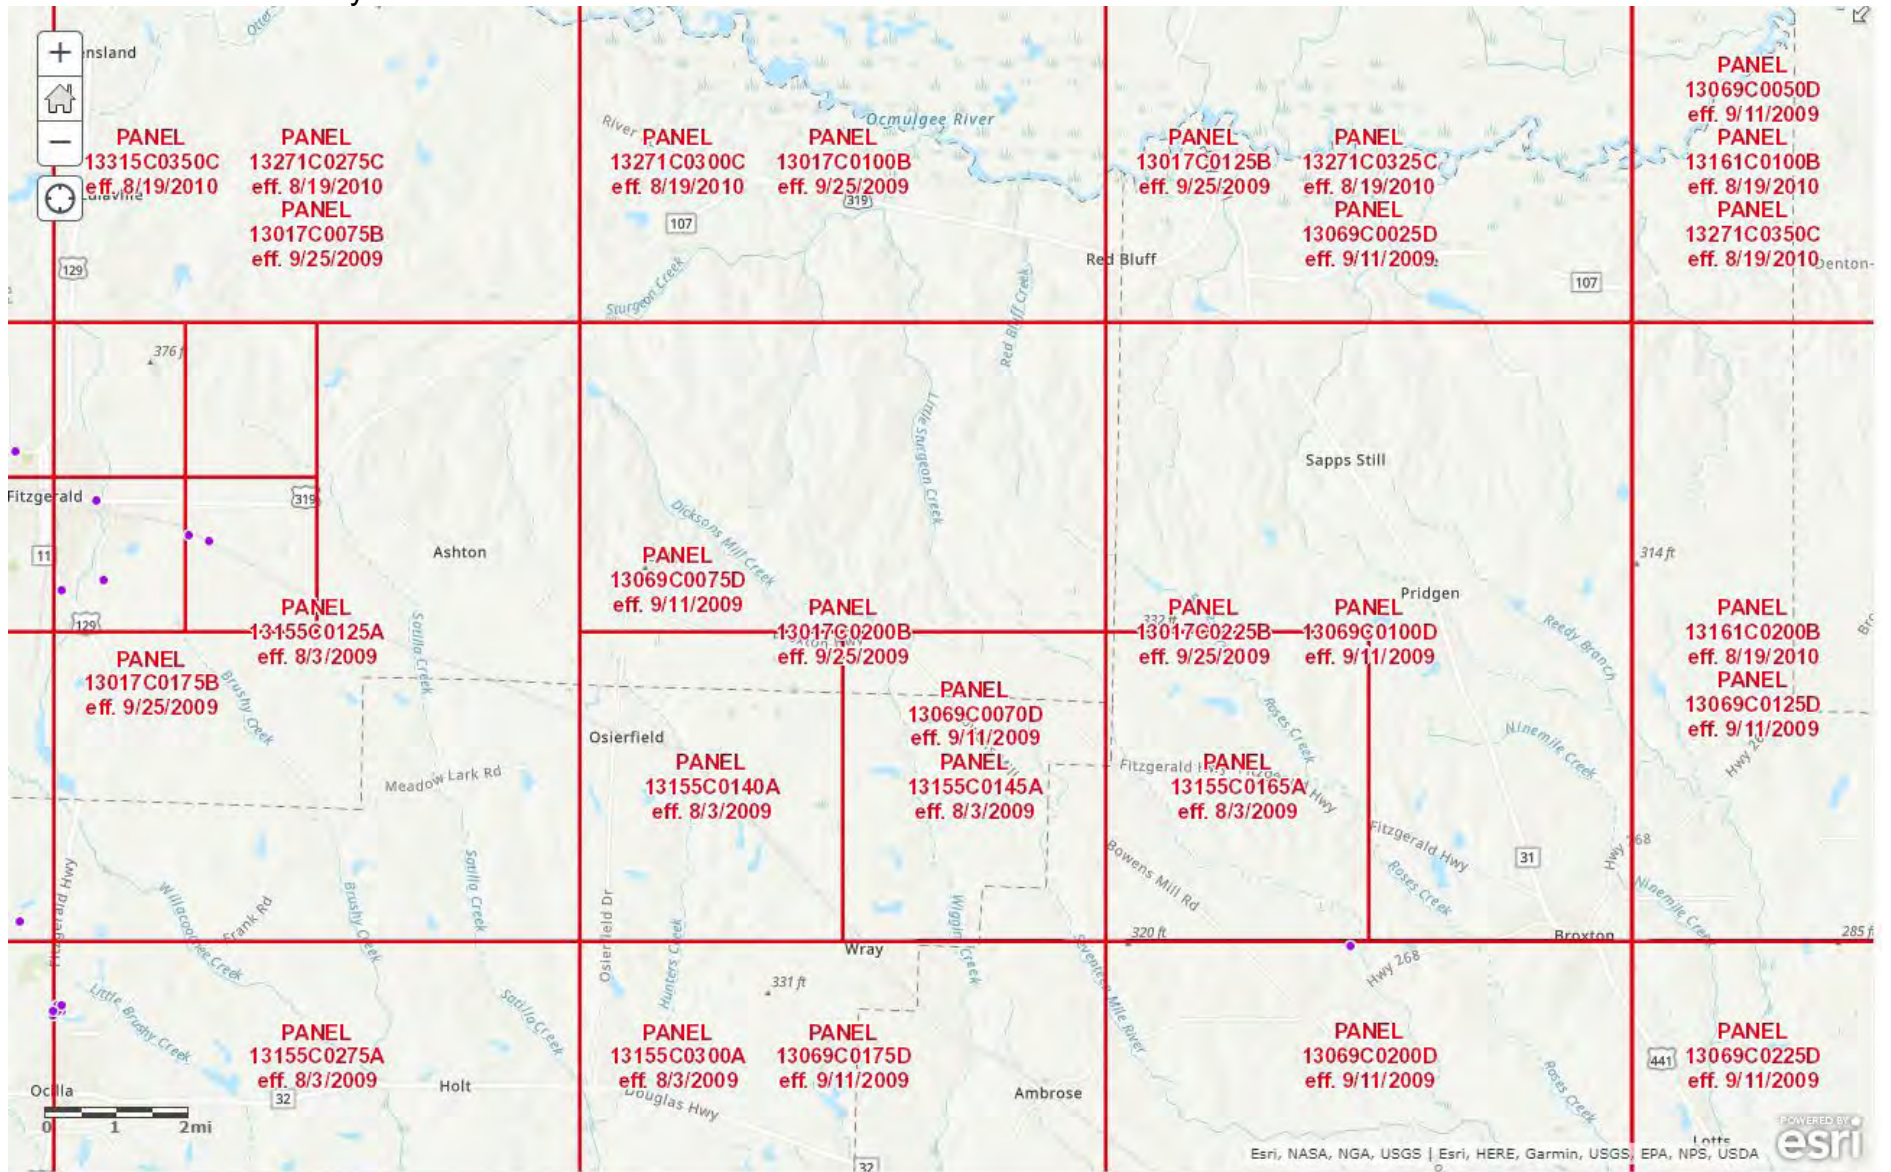 Otter
+
ensland
−
PANEL
13315C0350C
eff. 8/19/2010
PANEL
13271C0275C
eff. 8/19/2010
PANEL
13017C0075B
eff. 9/25/2009
129
River
PANEL
13271C0300C
eff. 8/19/2010
PANEL
13017C0100B
eff. 9/25/2009
Ocmulgee River
319
107
Sturgeon Creek
Red Bluff Creek
Red Bluff
PANEL
13017C0125B
eff. 9/25/2009
PANEL
13271C0325C
eff. 8/19/2010
PANEL
13069C0025D
eff. 9/11/2009
107
PANEL
13069C0050D
eff. 9/11/2009
PANEL
13161C0100B
eff. 8/19/2010
PANEL
13271C0350C
eff. 8/19/2010
Denton-
376 f
Fitzgerald
319
11
129
Ashton
Satilla Creek
PANEL
13155C0125A
eff. 8/3/2009
PANEL
13017C0175B
eff. 9/25/2009
Brushy Creek
Little Sturgeon Creek
Dicksons Mill Creek
PANEL
13069C0075D
eff. 9/11/2009
PANEL
13017C0200B
eff. 9/25/2009
Sapps Still
314 ft
Pridgen
332 ft
PANEL
13017C0225B
eff. 9/25/2009
PANEL
13069C0100D
eff. 9/11/2009
Reedy Branch
PANEL
13161C0200B
eff. 8/19/2010
PANEL
13069C0125D
eff. 9/11/2009
Osierfield
PANEL
13069C0070D
eff. 9/11/2009
PANEL
13155C0140A
eff. 8/3/2009
PANEL
13155C0145A
eff. 8/3/2009
Roses Creek
Ninemile Creek
Meadow Lark Rd
PANEL
13155C0165A
eff. 8/3/2009
Fitzgerald Hwy
Fitzgerald Hwy
31
Roses Creek
Bowens Mill Rd
Fitzgerald Hwy
Willacoochee Creek
Frank Rd
Brushy Creek
Satilla Creek
Osierfield Dr
Hunters Creek
Wray
Wiggin Creek
320 ft
Hwy 268
Broxton
Ninemile Creek
285 f
331 ft
Little Brushy Creek
Satilla Creek
Seventeen Mile River
PANEL
13155C0275A
eff. 8/3/2009
PANEL
13155C0300A
eff. 8/3/2009
PANEL
13069C0175D
eff. 9/11/2009
PANEL
13069C0200D
eff. 9/11/2009
PANEL
13069C0225D
eff. 9/11/2009
441
Roses Creek
Ocilla
32
Holt
Douglas Hwy
Ambrose
32
Lotts
0 1 2mi
POWERED BY
esri
Esri, NASA, NGA, USGS | Esri, HERE, Garmin, USGS, EPA, NPS, USDA